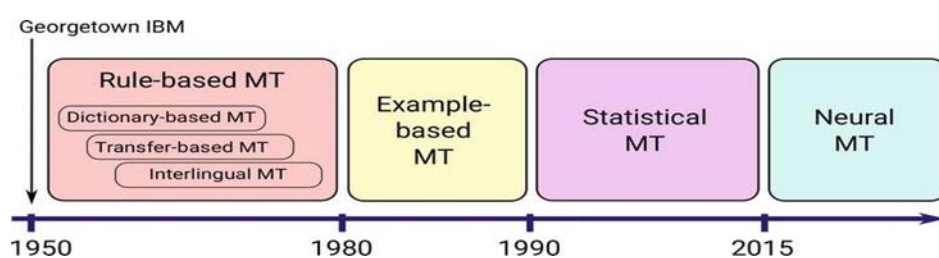 Georgetown IBM
Rule-based MT
Dictionary-based MT
Transfer-based MT
Interlingual MT
Example-
based
MT
Statistical
MT
Neural
MT
1950
1980
1990
2015